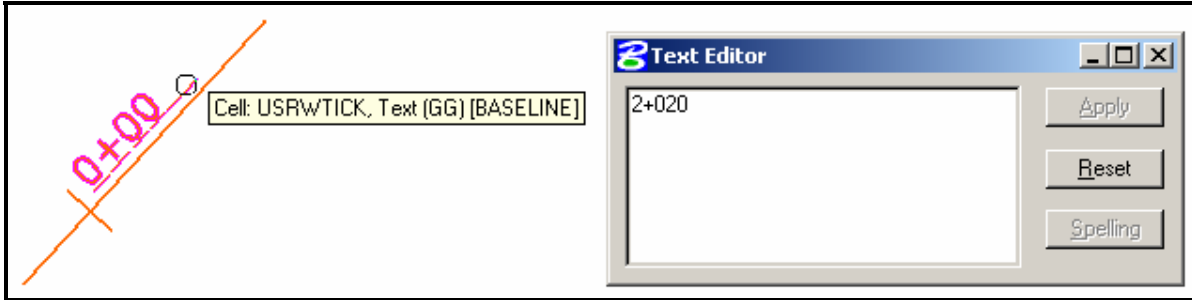 0+00
Cell: USRWTICK, Text (GG) [BASELINE]
Text Editor
2+020
Apply
Reset
Spelling